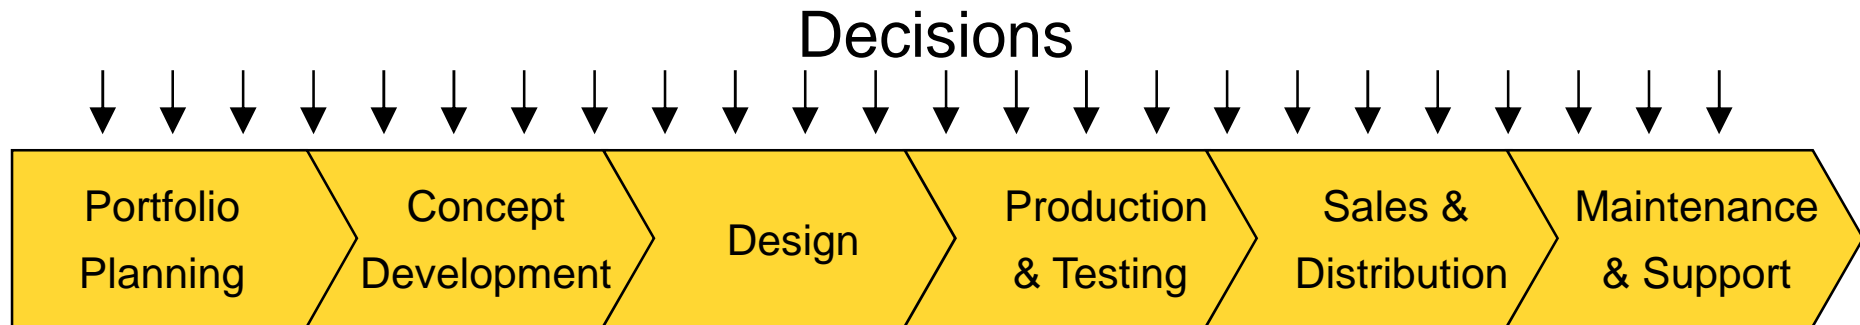 Decisions
Portfolio
Planning
Concept
Development
Design
Production
& Testing
Sales &
Distribution
Maintenance
& Support